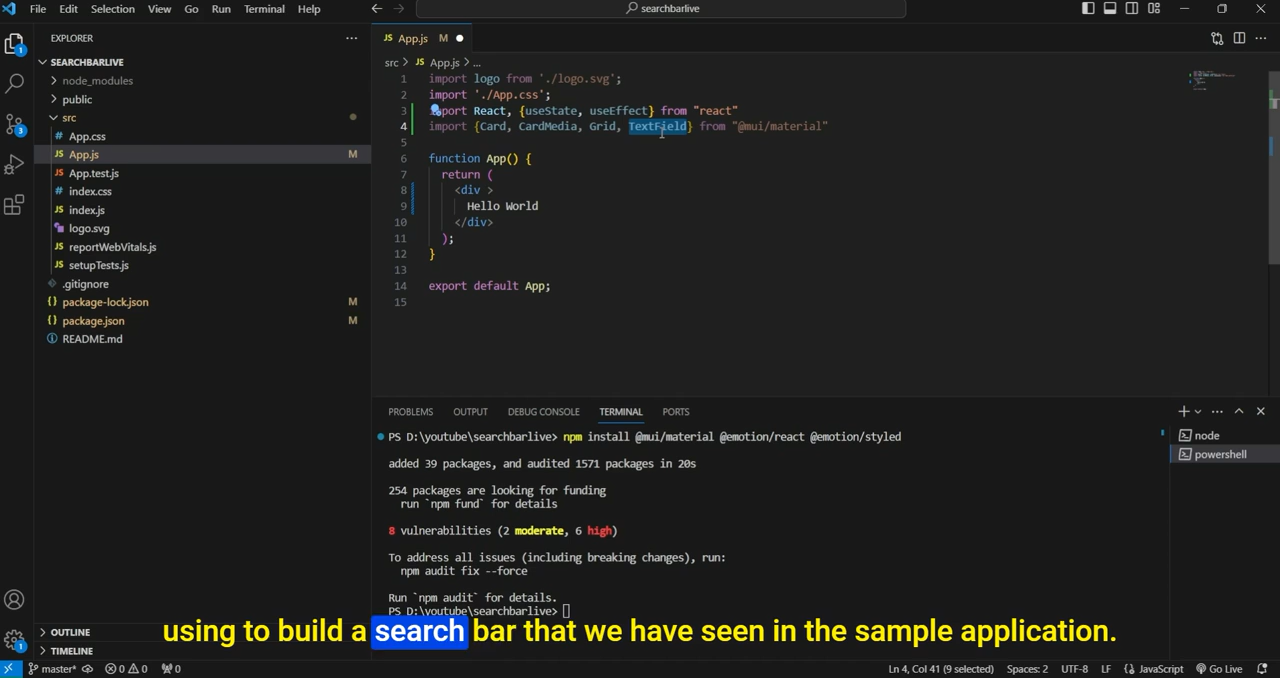 File Edit Selection View Go Run Terminal Help
searchbarlive
EXPLORER
SEARCHBARLIVE
node_modules
public
src
App.css
App.js M
App.test.js
index.css
index.js
logo.svg
reportWebVitals.js
setupTests.js
.gitignore
package-lock.json M
package.json M
README.md
OUTLINE
TIMELINE
App.js M
src > App.js > ...
1 import logo from './logo.svg';
2 import './App.css';
3 import React, {useState, useEffect} from "react"
4 import {Card, CardMedia, Grid, TextField} from "@mui/material"
5
6 function App() {
7 return (
8 <div >
9 Hello World
10 </div>
11 );
12 }
13
14 export default App;
15
PROBLEMS OUTPUT DEBUG CONSOLE TERMINAL PORTS
PS D:\youtube\searchbarlive> npm install @mui/material @emotion/react @emotion/styled
added 39 packages, and audited 1571 packages in 20s
254 packages are looking for funding
run `npm fund` for details
8 vulnerabilities (2 moderate, 6 high)
To address all issues (including breaking changes), run:
npm audit fix --force
Run `npm audit` for details.
PS D:\youtube\searchbarlive>
node
powershell
using to build a search bar that we have seen in the sample application.
master* 0 0 0 Ln 4, Col 41 (9 selected) Spaces: 2 UTF-8 LF JavaScript Go Live